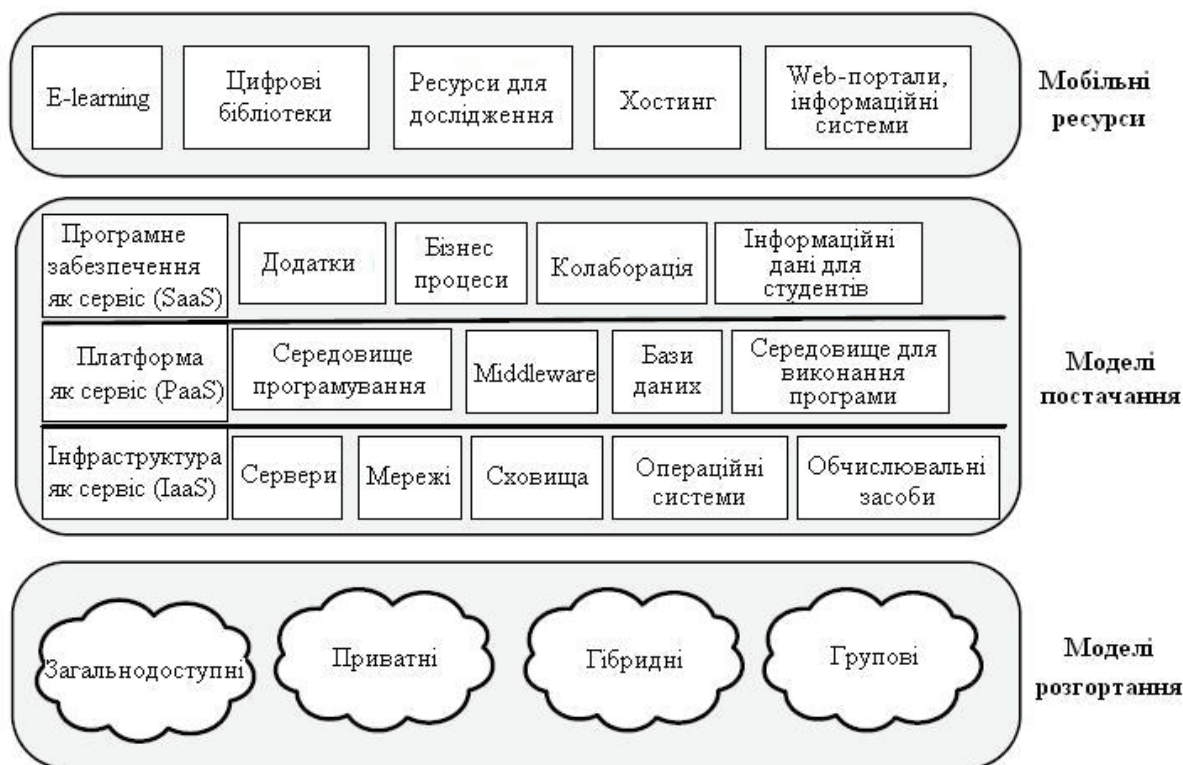 E-learning
Цифрові
бібліотеки
Ресурси для
дослідження
Хостинг
Web-портали,
інформаційні
системи
Мобільні
ресурси
Програмне
забезпечення
як сервіс (SaaS)
Додатки
Бізнес
процеси
Колаборація
Інформаційні
дані для
студентів
Платформа
як сервіс (PaaS)
Середовище
програмування
Middleware
Бази
даних
Середовище для
виконання
програми
Інфраструктура
як сервіс (IaaS)
Сервери
Мережі
Сховища
Операційні
системи
Обчислювальні
засоби
Моделі
постачання
Загальнодоступні
Приватні
Гібридні
Групові
Моделі
розгортання